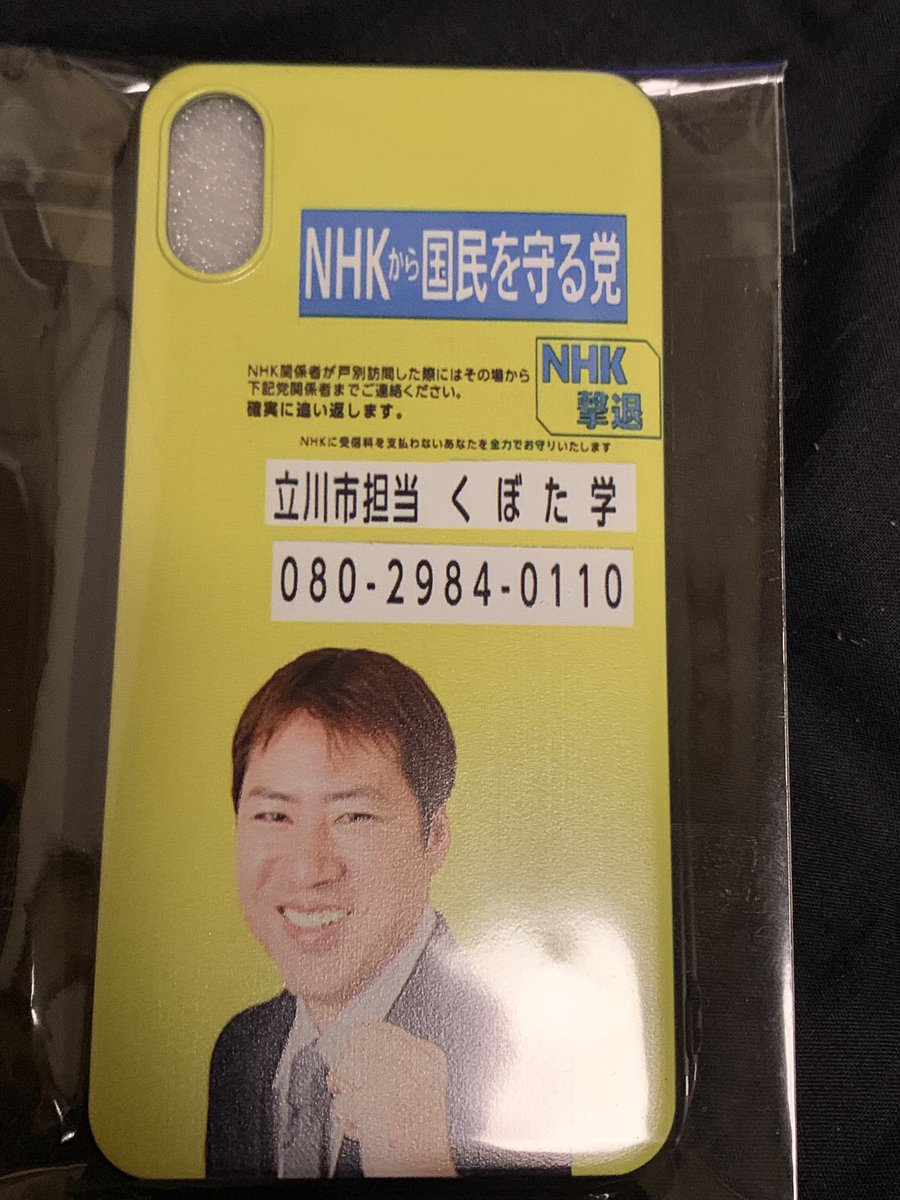 NHKから国民を守る党
NHK関係者が戸別訪問した際にはその場から
下記党関係者までご連絡ください。
確実に追い返します。
NHK
撃退
NHKに受信料を支払わないあなたを全力でお守りいたします
立川市担当 くぼた学
080-2984-0110